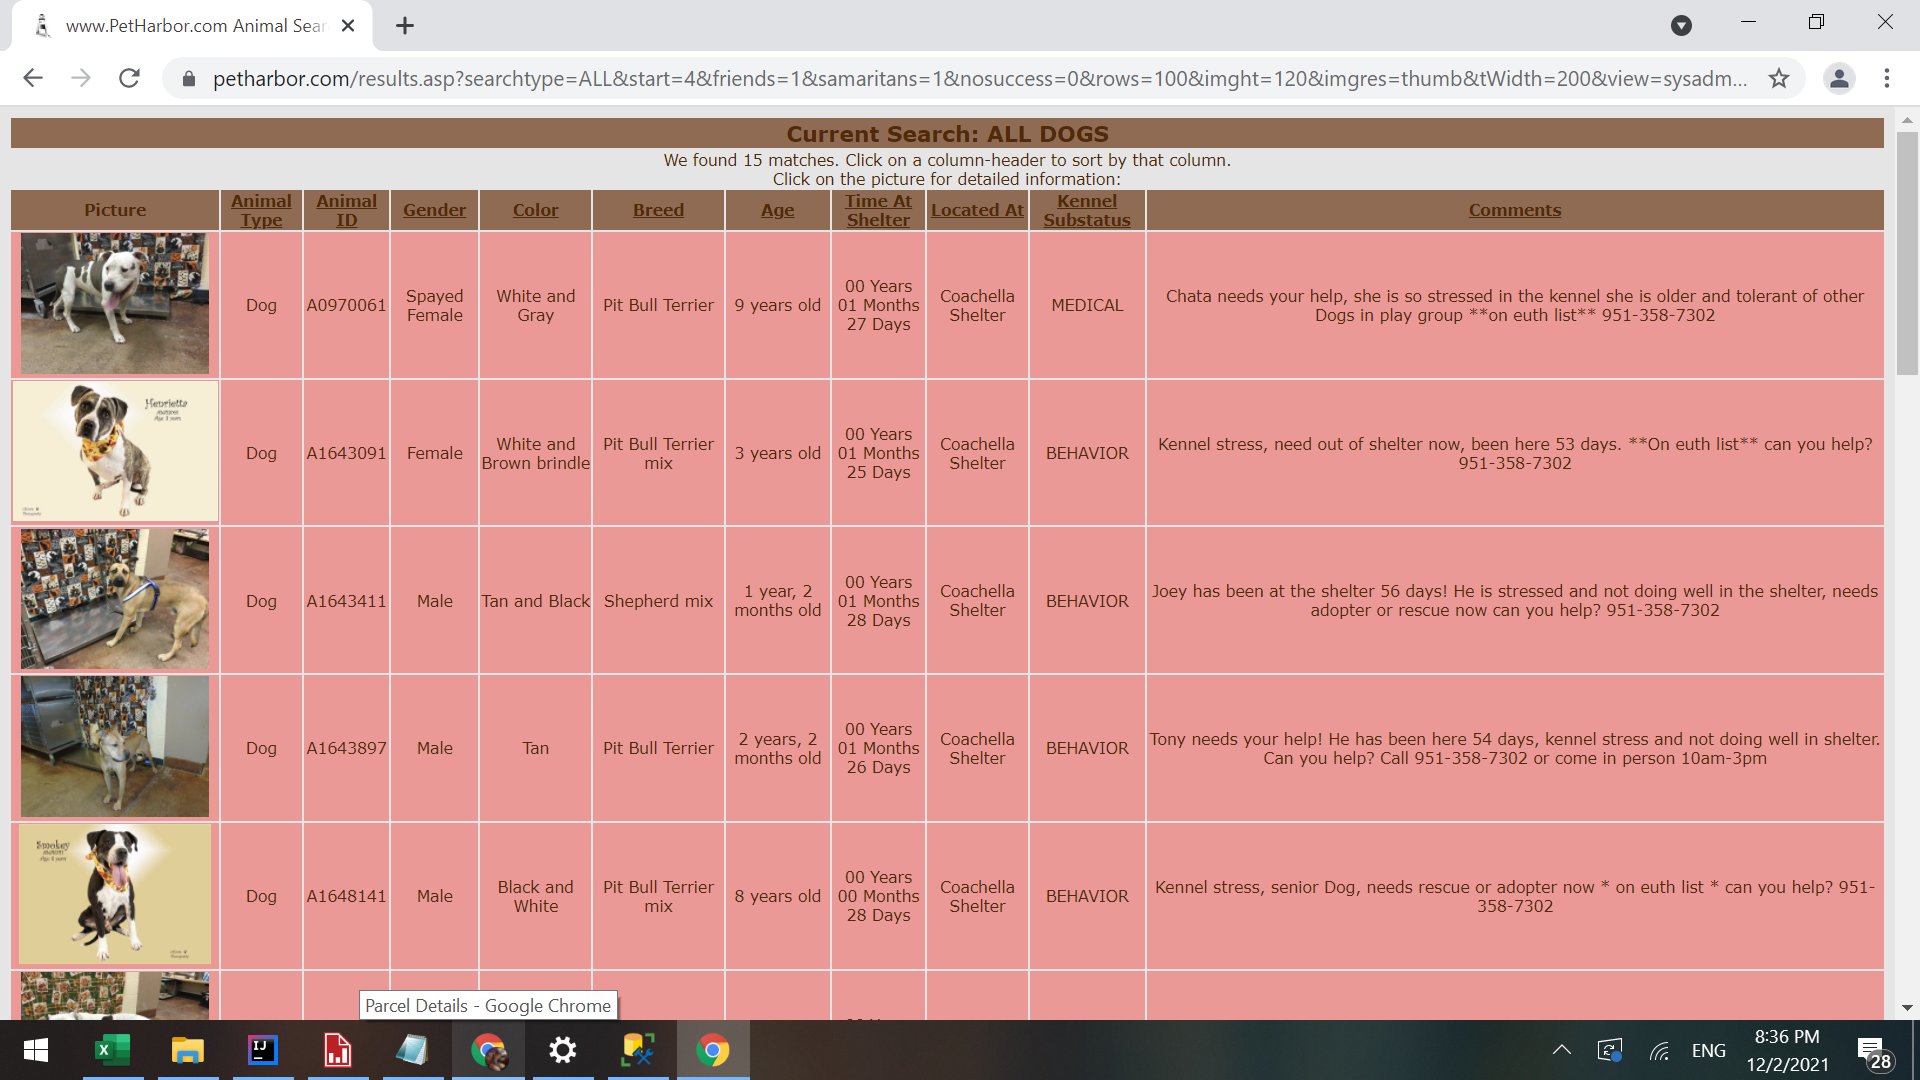 www.PetHarbor.com Animal Sear
petharbor.com/results.asp?searchtype=ALL&start=4&friends=1&samaritans=1&nosuccess=0&rows=100&imght=120&imgres=thumb&tWidth=200&view=sysadm...
Current Search: ALL DOGS
We found 15 matches. Click on a column-header to sort by that column.
Click on the picture for detailed information:
Picture
Animal
Type
Animal
ID
Gender
Color
Breed
Age
Time At
Shelter
Located At
Kennel
Substatus
Comments
Dog
A0970061
Spayed
Female
White and
Gray
Pit Bull Terrier
9 years old
00 Years
01 Months
27 Days
Coachella
Shelter
MEDICAL
Chata needs your help, she is so stressed in the kennel she is older and tolerant of other
Dogs in play group **on euth list** 951-358-7302
Henrietta
Dog
A1643091
Female
White and
Brown brindle
Pit Bull Terrier
mix
3 years old
00 Years
01 Months
25 Days
Coachella
Shelter
BEHAVIOR
Kennel stress, need out of shelter now, been here 53 days. **On euth list** can you help?
951-358-7302
Dog
A1643411
Male
Tan and Black
Shepherd mix
1 year, 2
months old
00 Years
01 Months
28 Days
Coachella
Shelter
BEHAVIOR
Joey has been at the shelter 56 days! He is stressed and not doing well in the shelter, needs
adopter or rescue now can you help? 951-358-7302
Dog
A1643897
Male
Tan
Pit Bull Terrier
2 years, 2
months old
00 Years
01 Months
26 Days
Coachella
Shelter
BEHAVIOR
Tony needs your help! He has been here 54 days, kennel stress and not doing well in shelter.
Can you help? Call 951-358-7302 or come in person 10am-3pm
Smokey
Dog
A1648141
Male
Black and
White
Pit Bull Terrier
mix
8 years old
00 Years
00 Months
28 Days
Coachella
Shelter
BEHAVIOR
Kennel stress, senior Dog, needs rescue or adopter now * on euth list * can you help? 951-
358-7302
Parcel Details - Google Chrome
ENG
8:36 PM
12/2/2021
28